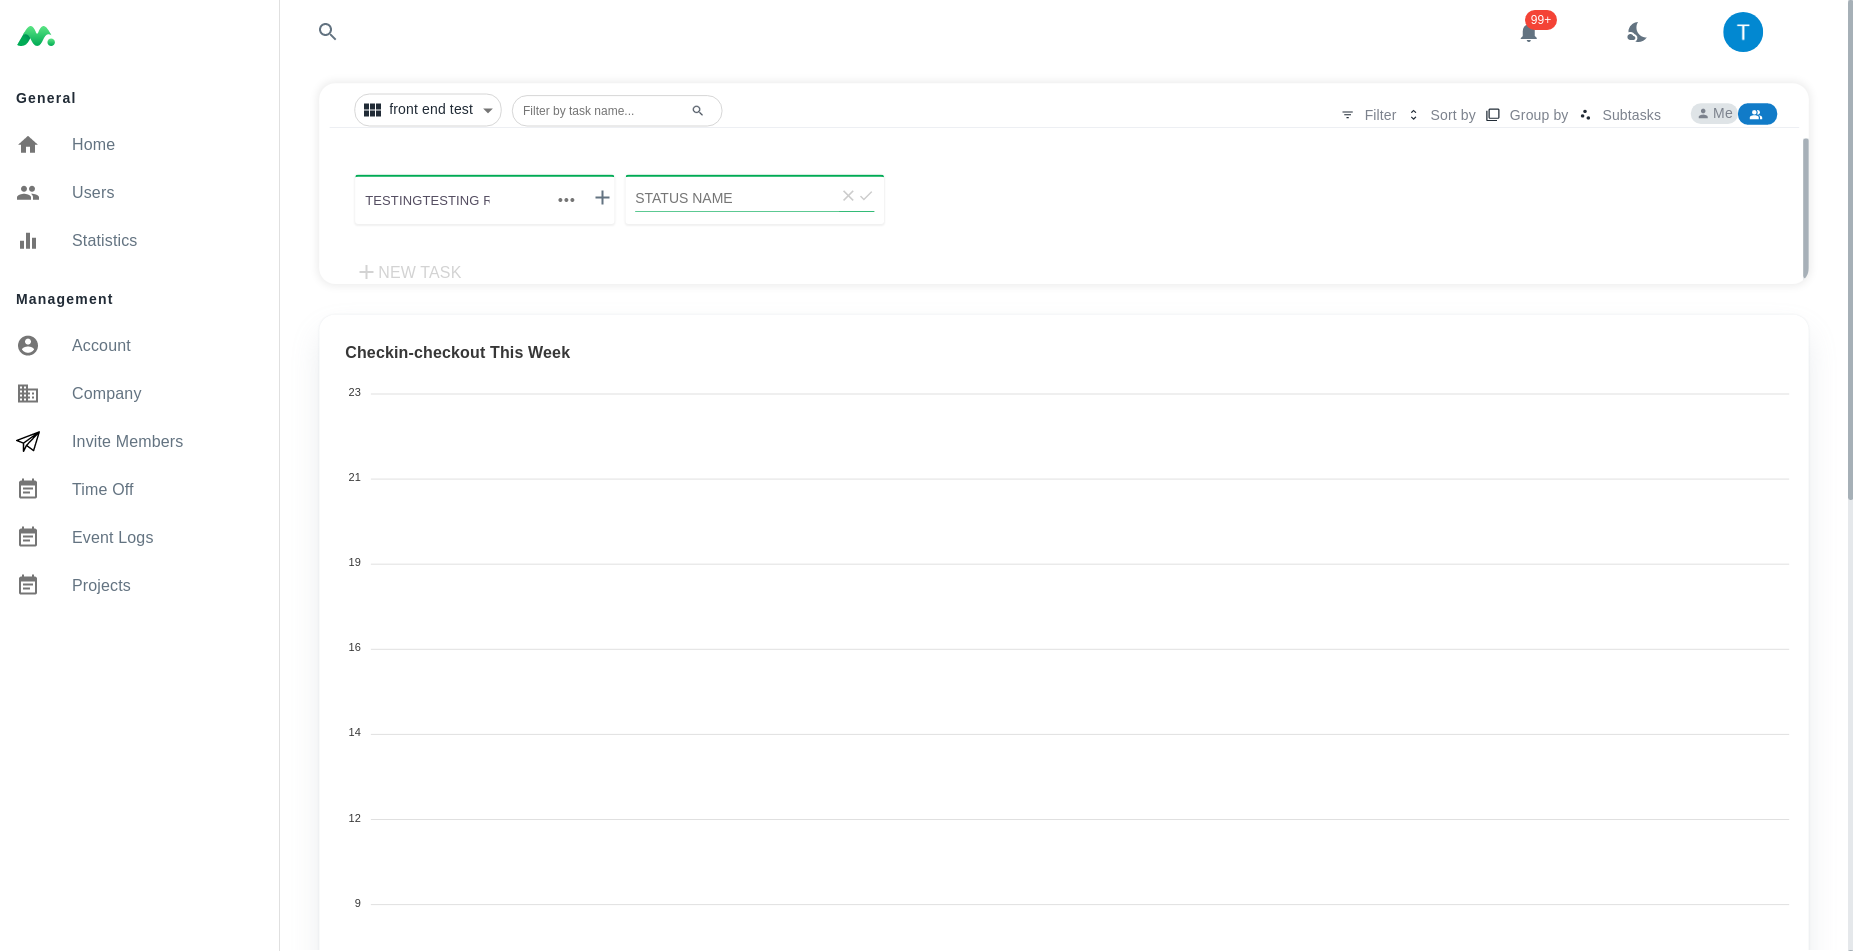 99+
T
General
Home
Users
Statistics
Management
Account
Company
Invite Members
Time Off
Event Logs
Projects
front end test
Filter by task name...
Filter
Sort by
Group by
Subtasks
Me
TESTINGTESTING R
STATUS NAME
NEW TASK
Checkin-checkout This Week
23
21
19
16
14
12
9